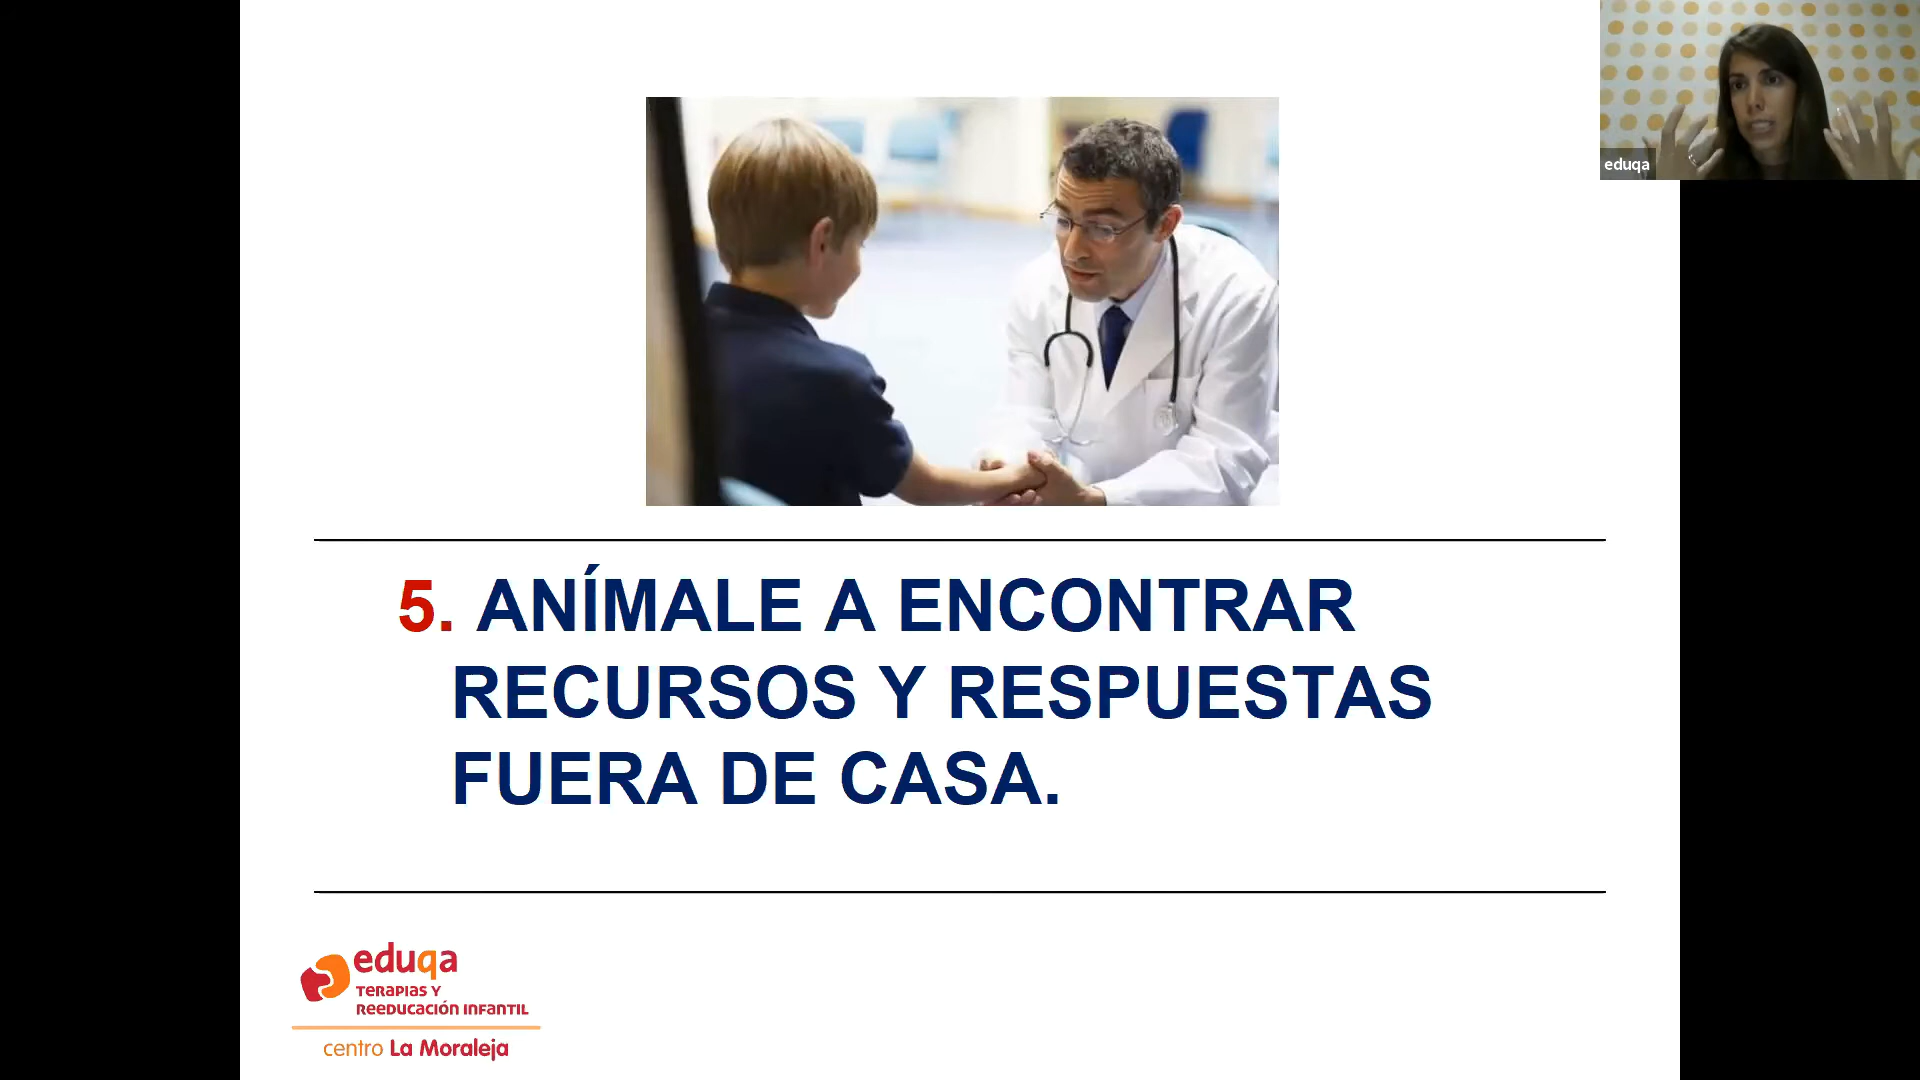 eduqa
5. ANÍMALE A ENCONTRAR
RECURSOS Y RESPUESTAS
FUERA DE CASA.
eduqa
TERAPIAS Y
REEDUCACIÓN INFANTIL
centro La Moraleja